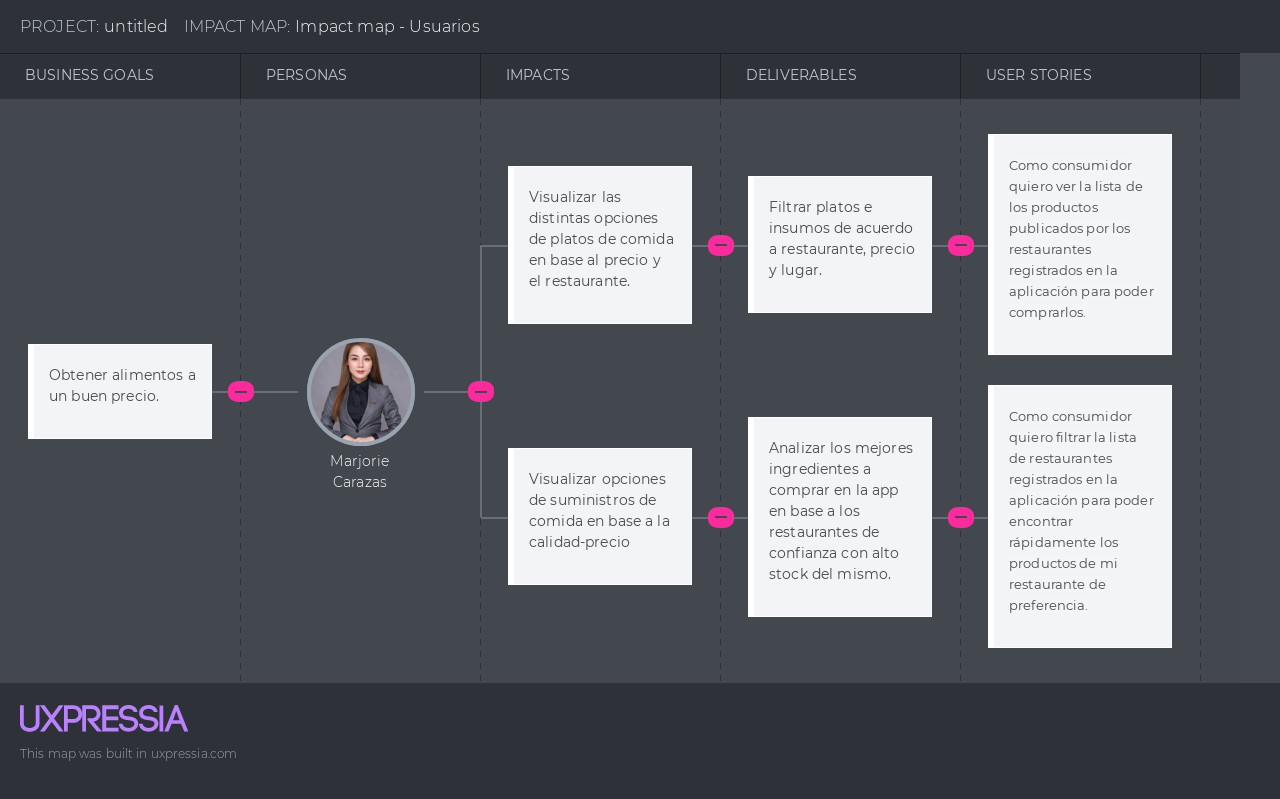 PROJECT: untitled IMPACT MAP: Impact map - Usuarios
BUSINESS GOALS
PERSONAS
IMPACTS
DELIVERABLES
USER STORIES
Obtener alimentos a
un buen precio.
Marjorie
Carazas
Visualizar las
distintas opciones
de platos de comida
en base al precio y
el restaurante.
Filtrar platos e
insumos de acuerdo
a restaurante, precio
y lugar.
Como consumidor
quiero ver la lista de
los productos
publicados por los
restaurantes
registrados en la
aplicación para poder
comprarlos.
Visualizar opciones
de suministros de
comida en base a la
calidad-precio
Analizar los mejores
ingredientes a
comprar en la app
en base a los
restaurantes de
confianza con alto
stock del mismo.
Como consumidor
quiero filtrar la lista
de restaurantes
registrados en la
aplicación para poder
encontrar
rápidamente los
productos de mi
restaurante de
preferencia.
UXPRESSIA
This map was built in uxpressia.com